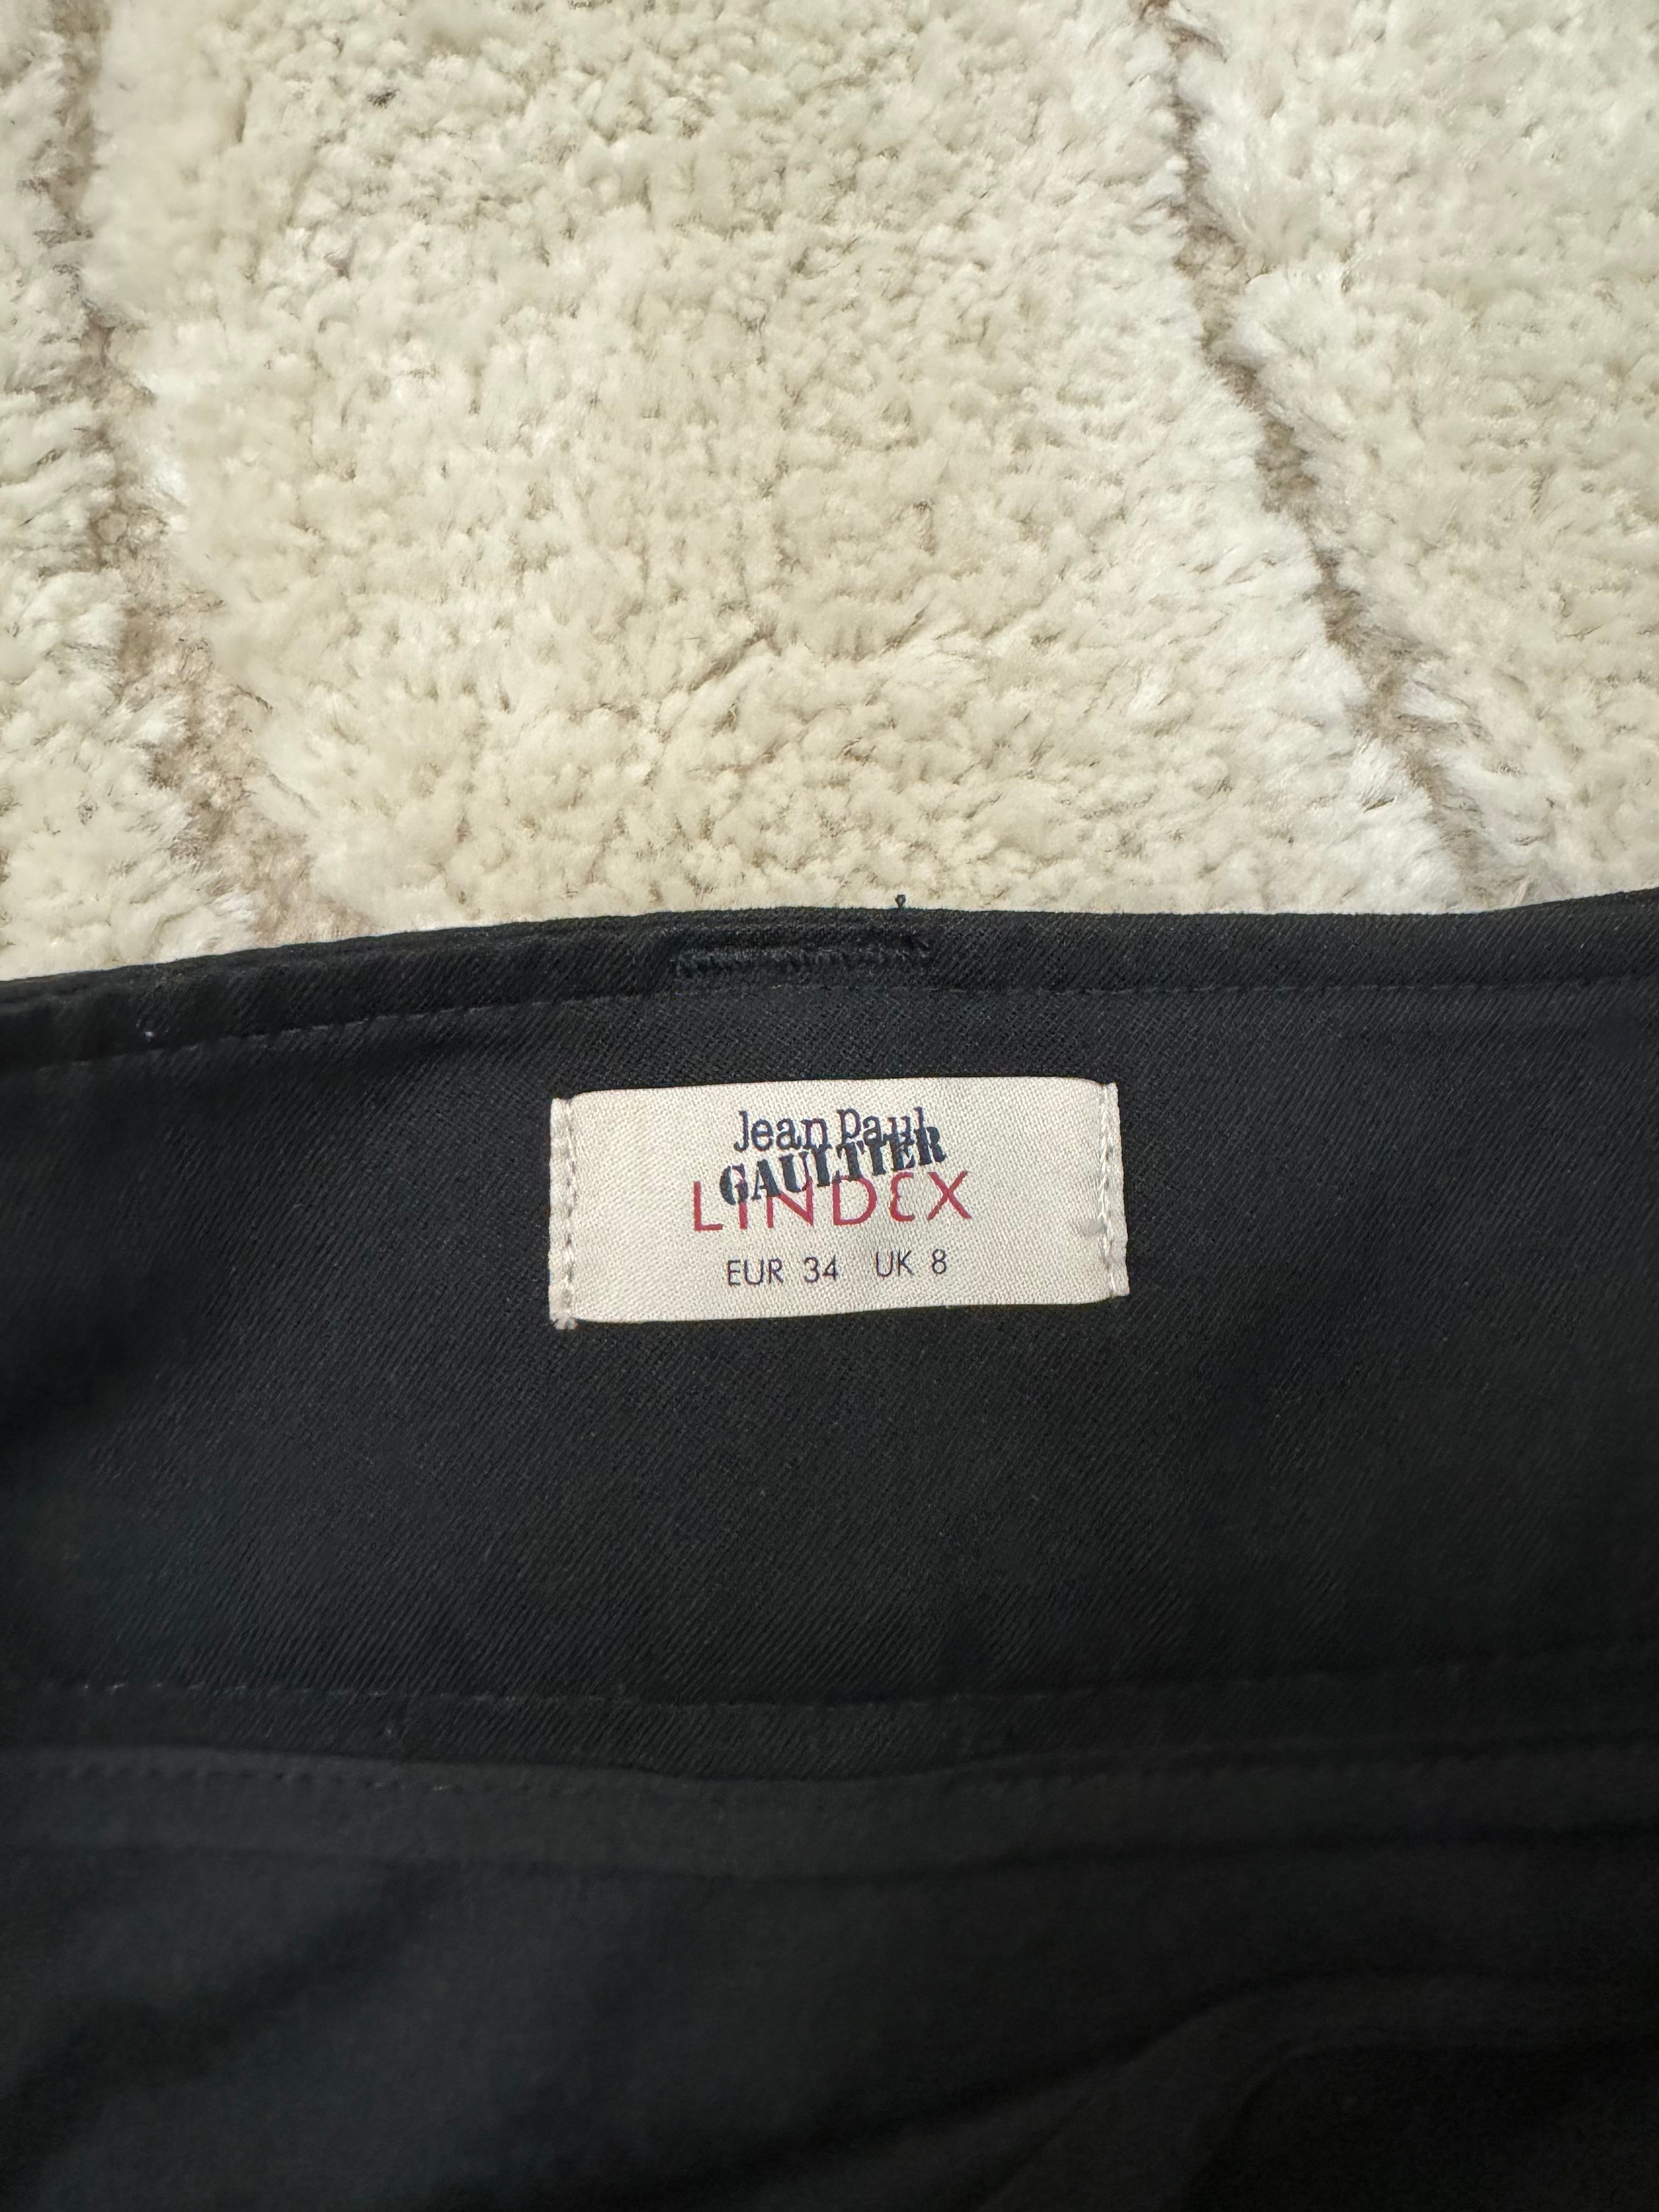 Jean Paul
GAULTIER
LINDEX
EUR 34 UK 8